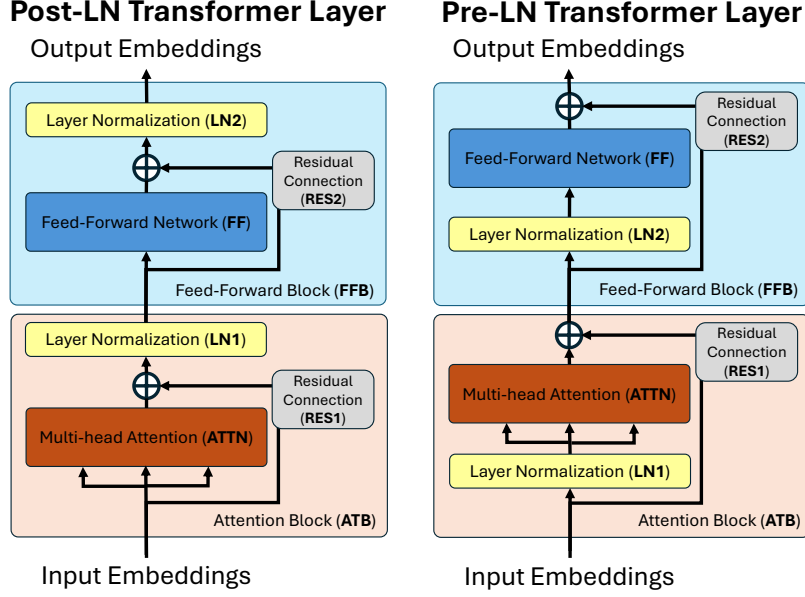 Post-LN Transformer Layer
Output Embeddings
Layer Normalization (LN2)
Residual
Connection
(RES2)
Feed-Forward Network (FF)
Feed-Forward Block (FFB)
Layer Normalization (LN1)
Residual
Connection
(RES1)
Multi-head Attention (ATTN)
Attention Block (ATB)
Input Embeddings
Pre-LN Transformer Layer
Output Embeddings
Residual
Connection
(RES2)
Feed-Forward Network (FF)
Layer Normalization (LN2)
Feed-Forward Block (FFB)
Residual
Connection
(RES1)
Multi-head Attention (ATTN)
Layer Normalization (LN1)
Attention Block (ATB)
Input Embeddings